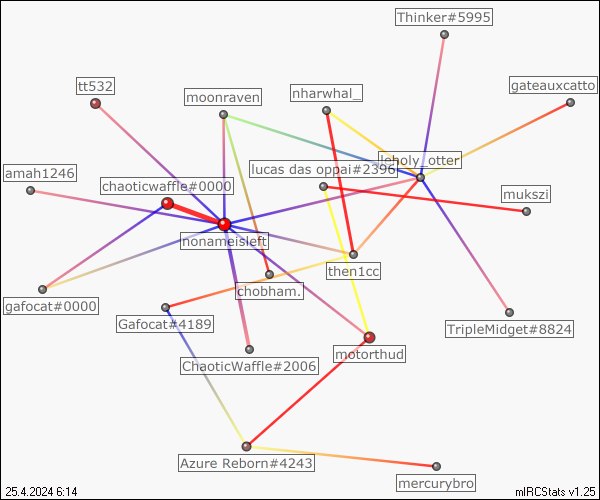 Thinker#5995
tt532
moonraven
nharwhal_
gateauxcatto
leholy_otter
lucas das oppai#2396
amah1246
chaoticwaffle#0000
mukszi
nonameisleft
then1cc
chobham.
gafocat#0000
Gafocat#4189
TripleMidget#8824
motorthud
ChaoticWaffle#2006
Azure Reborn#4243
mercurybro
25.4.2024 6:14
mIRCStats v1.25